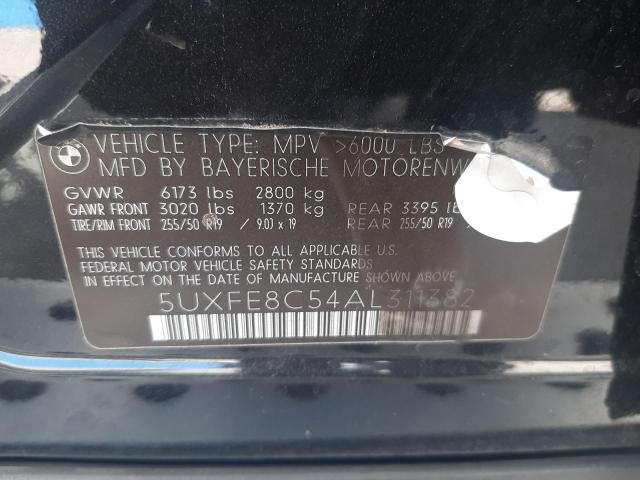 VEHICLE TYPE: MPV >6000 LBS
MFD BY BAYERISCHE MOTORENW
GVWR 6173 lbs 2800 kg
GAWR FRONT 3020 lbs 1370 kg REAR 3395 lb
TIRE/RIM FRONT 255/50 R19 / 9.0J x 19 REAR 255/50 R19 /
THIS VEHICLE CONFORMS TO ALL APPLICABLE U.S.
FEDERAL MOTOR VEHICLE SAFETY STANDARDS
IN EFFECT ON DATE OF MANUFACTURE SHOWN ABOVE.
5UXFE8C54AL311382